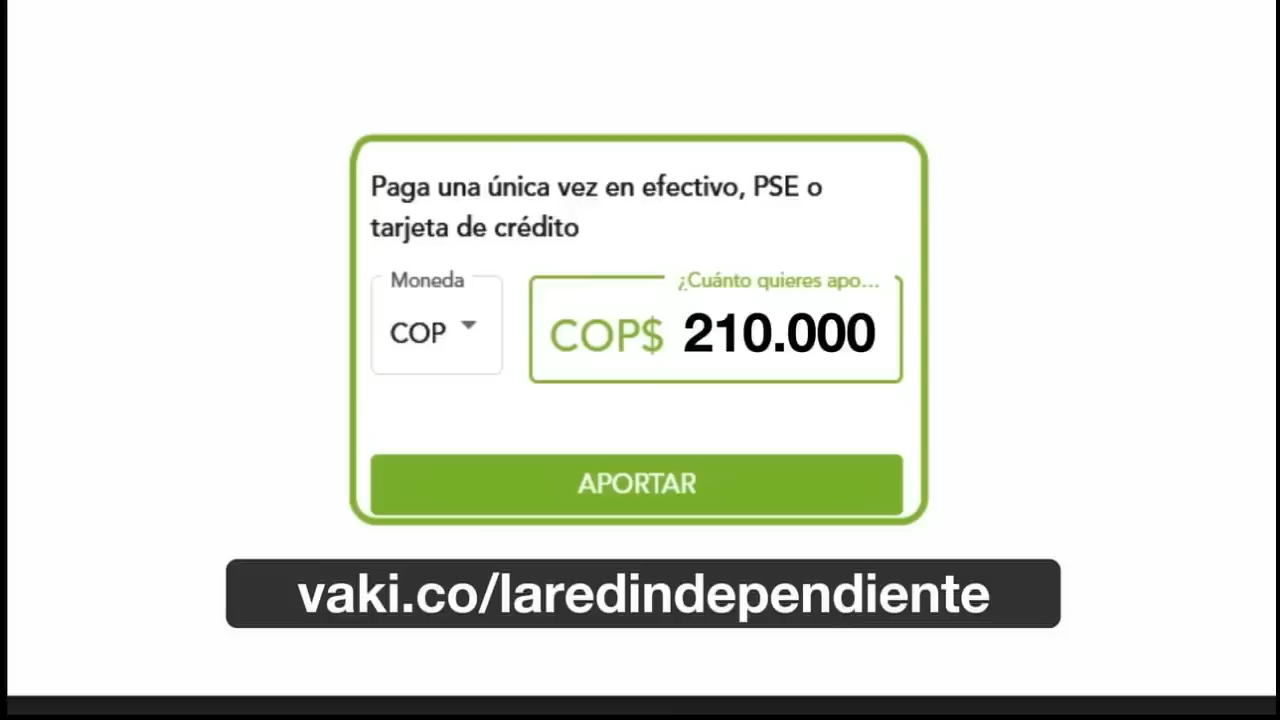 Paga una única vez en efectivo, PSE o
tarjeta de crédito
Moneda
¿Cuánto quieres apo...
COP
COP$ 210.000
APORTAR
vaki.co/laredindependiente